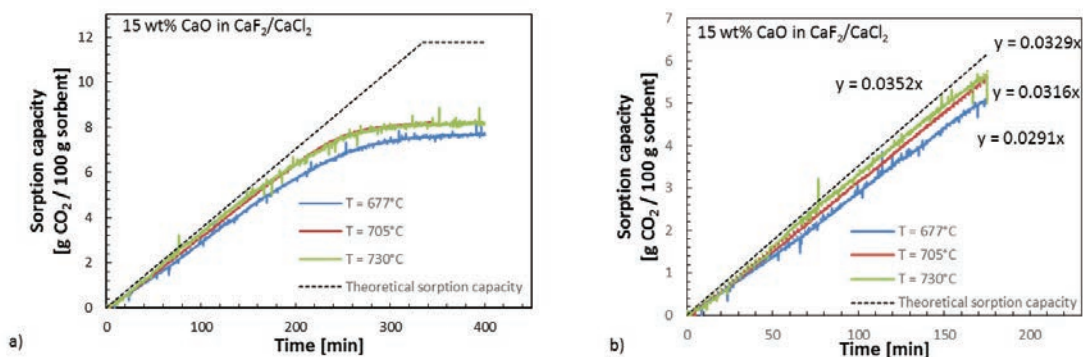 15 wt% CaO in CaF₂/CaCl₂
Sorption capacity
[g CO₂ / 100 g sorbent]
12
10
8
6
4
2
0
T = 677°C
T = 705°C
T = 730°C
Theoretical sorption capacity
0
100
200
300
400
500
Time [min]
a)
15 wt% CaO in CaF₂/CaCl₂
Sorption capacity
[g CO₂ / 100 g sorbent]
7
6
5
4
3
2
1
0
y = 0.0329x
y = 0.0352x
y = 0.0316x
y = 0.0291x
T = 677°C
T = 705°C
T = 730°C
Theoretical sorption capacity
0
50
100
150
200
Time [min]
b)